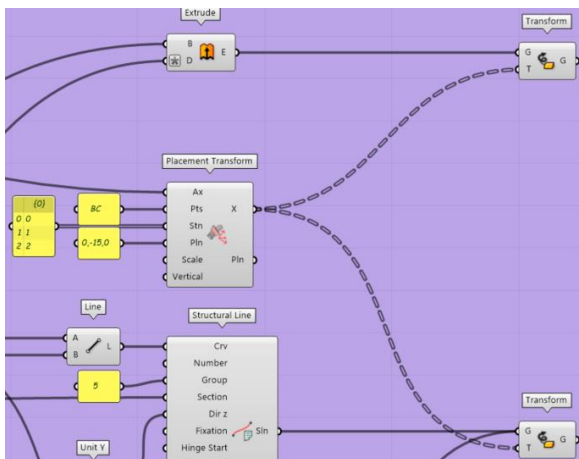 Extrude
Transform
B
D
E
G
T
G
Placement Transform
{0}
0 0
1 1
2 2
BC
0,-15,0
Ax
Pts
Stn
Pln
Scale
Vertical
X
Pln
Line
A
B
L
5
Unit Y
Structural Line
Crv
Number
Group
Section
Dir z
Fixation
Hinge Start
Sln
Transform
G
T
G